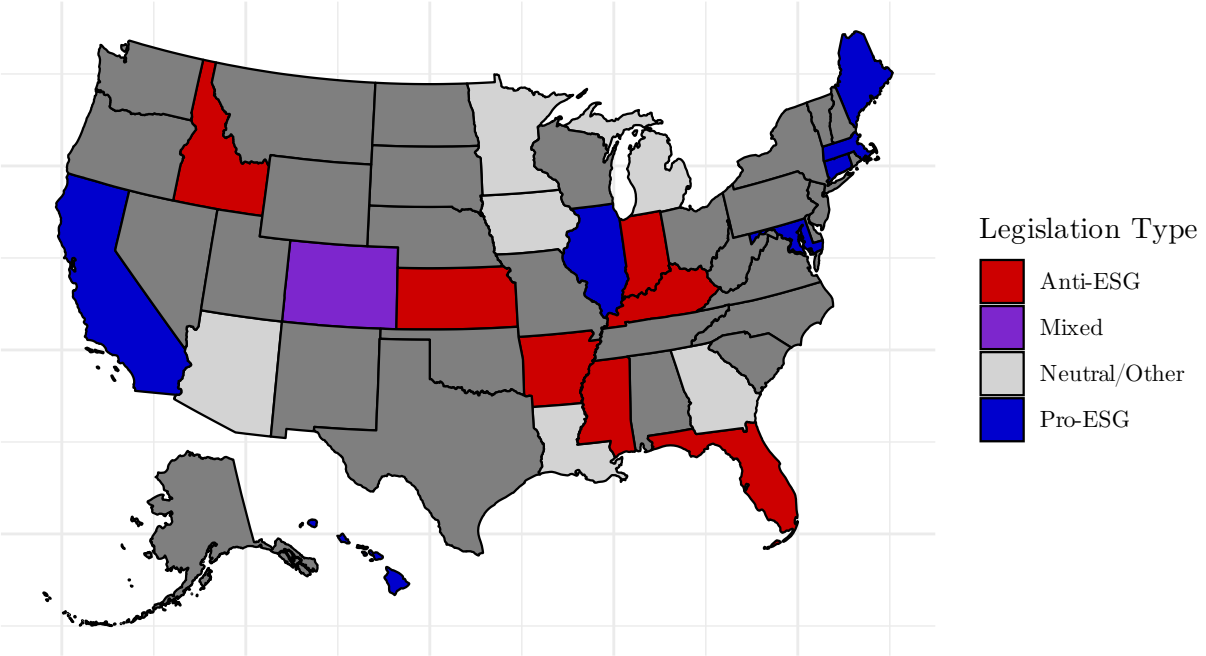 Legislation Type
Anti-ESG
Mixed
Neutral/Other
Pro-ESG